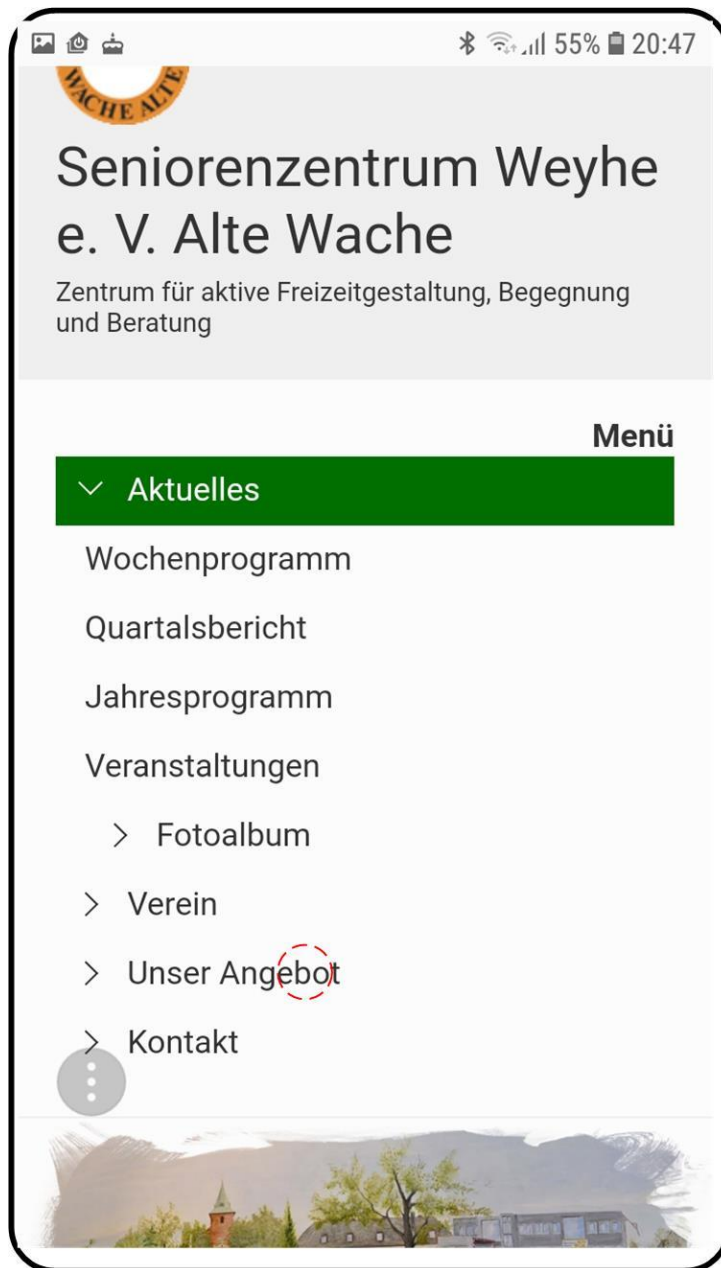 55% 20:47
WACHE ALTE
Seniorenzentrum Weyhe
e. V. Alte Wache
Zentrum für aktive Freizeitgestaltung, Begegnung
und Beratung
Menü
Aktuelles
Wochenprogramm
Quartalsbericht
Jahresprogramm
Veranstaltungen
Fotoalbum
Verein
Unser Angebot
Kontakt